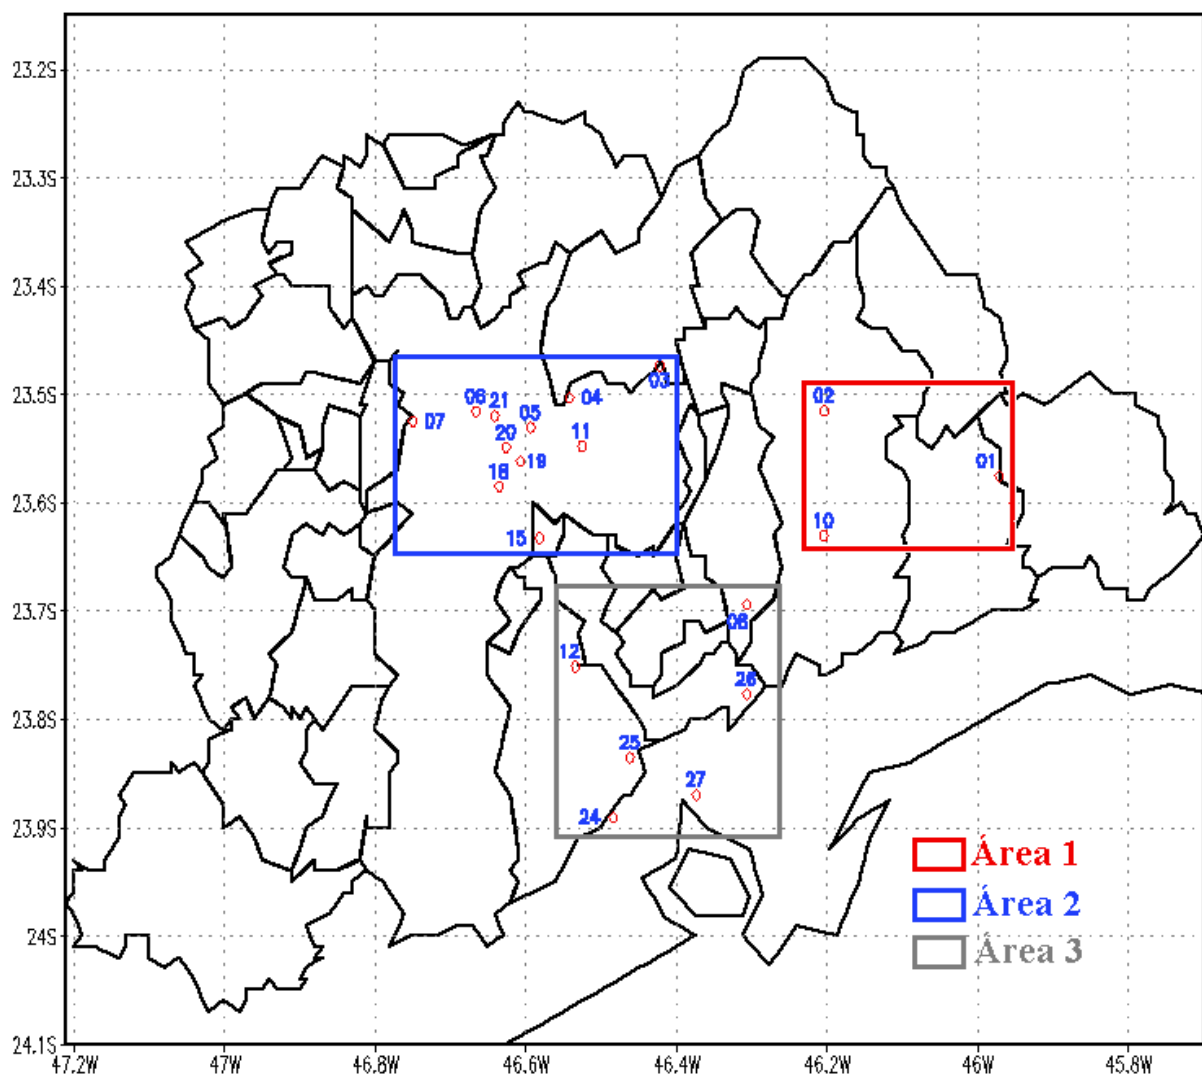 23.2S
23.3S
23.4S
23.5S
03
06 21 05 04 02
07
20 11
19 01
18
15 10
23.6S
23.7S
08
12
26
23.8S
25
27
24
23.9S
Área 1
Área 2
24S
Área 3
24.1S
47.2W 47W 46.8W 46.6W 46.4W 46.2W 46W 45.8W